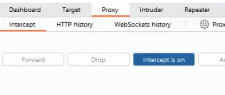 Dashboard Target Proxy Intruder Repeater
Intercept HTTP history WebSockets history
Forward Drop Intercept is on